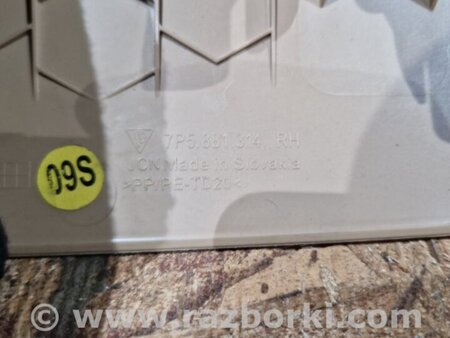 7P5.881.314 RH
JCN Made in Slovakia
>PP/PE-TD20<
09S
© www.razborki.com